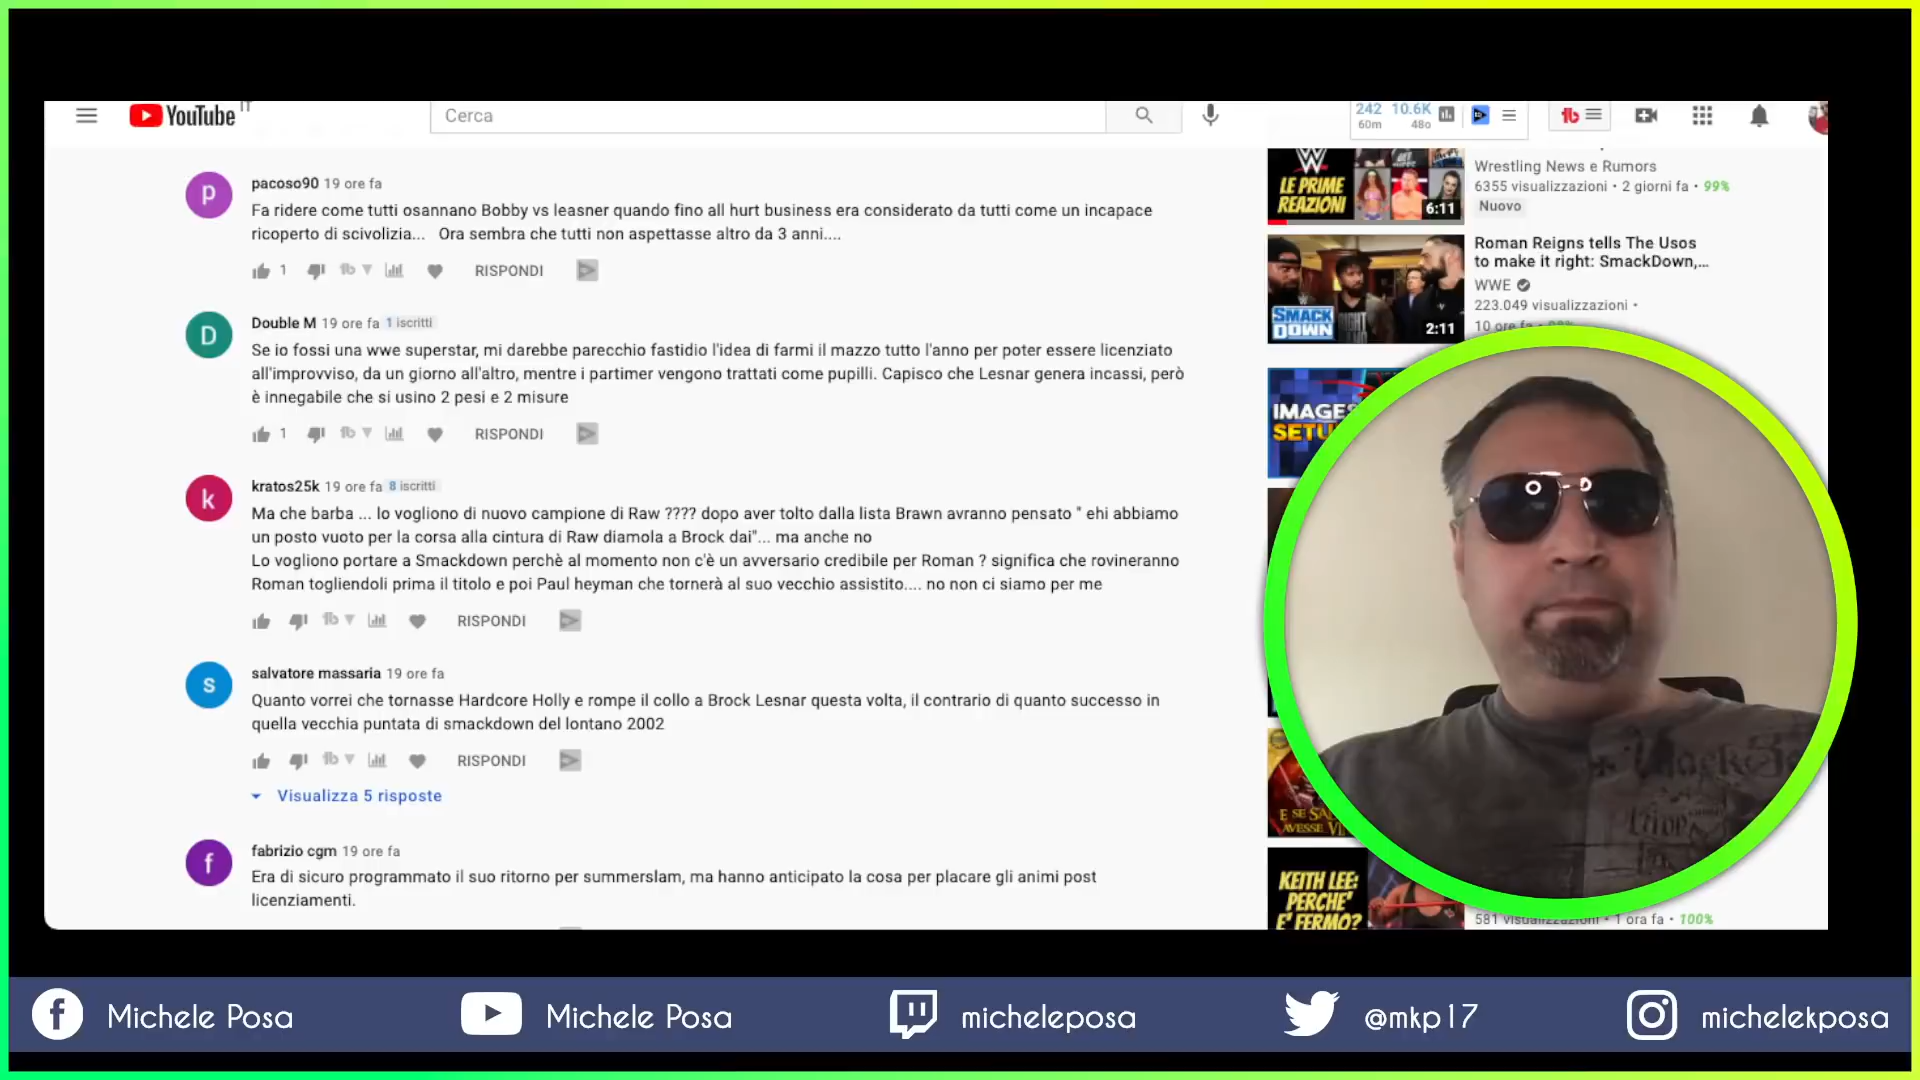 YouTube IT
Cerca
242 10.6K
60m 48o
pacoso90 19 ore fa
Fa ridere come tutti osannano Bobby vs leasner quando fino all hurt business era considerato da tutti come un incapace
ricoperto di scivolizia... Ora sembra che tutti non aspettasse altro da 3 anni....
1 RISPONDI
Double M 19 ore fa 1 iscritti
Se io fossi una wwe superstar, mi darebbe parecchio fastidio l'idea di farmi il mazzo tutto l'anno per poter essere licenziato
all'improvviso, da un giorno all'altro, mentre i partimer vengono trattati come pupilli. Capisco che Lesnar genera incassi, però
è innegabile che si usino 2 pesi e 2 misure
1 RISPONDI
kratos25k 19 ore fa 8 iscritti
Ma che barba ... lo vogliono di nuovo campione di Raw ???? dopo aver tolto dalla lista Brawn avranno pensato " ehi abbiamo
un posto vuoto per la corsa alla cintura di Raw diamola a Brock dai"... ma anche no
Lo vogliono portare a Smackdown perchè al momento non c'è un avversario credibile per Roman ? significa che rovineranno
Roman togliendoli prima il titolo e poi Paul heyman che tornerà al suo vecchio assistito.... no non ci siamo per me
RISPONDI
salvatore massaria 19 ore fa
Quanto vorrei che tornasse Hardcore Holly e rompe il collo a Brock Lesnar questa volta, il contrario di quanto successo in
quella vecchia puntata di smackdown del lontano 2002
RISPONDI
Visualizza 5 risposte
fabrizio cgm 19 ore fa
Era di sicuro programmato il suo ritorno per summerslam, ma hanno anticipato la cosa per placare gli animi post
licenziamenti.
LE PRIME
REAZIONI
6:11
Wrestling News e Rumors
6355 visualizzazioni • 2 giorni fa • 99%
Nuovo
SMACK
DOWN
2:11
Roman Reigns tells The Usos
to make it right: SmackDown,...
WWE
223.049 visualizzazioni •
10 ore fa
IMAGES
E SE
AVESSE
KEITH LEE:
PERCHE'
E' FERMO?
581 visualizzazioni • 1 ora fa • 100%
Michele Posa
Michele Posa
micheleposa
@mkp17
michelekposa